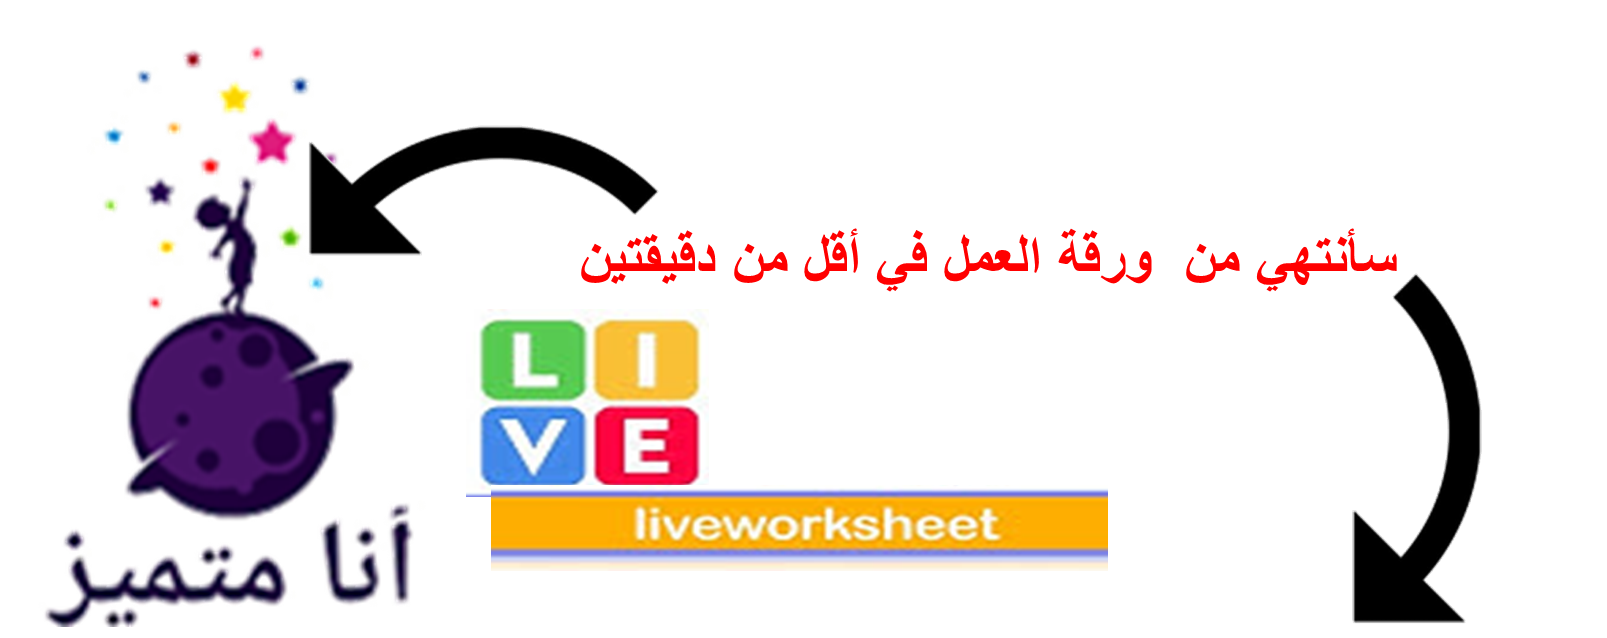 سأنتهي من ورقة العمل في أقل من دقيقتين
LI
VE
liveworksheet
أنا متميز